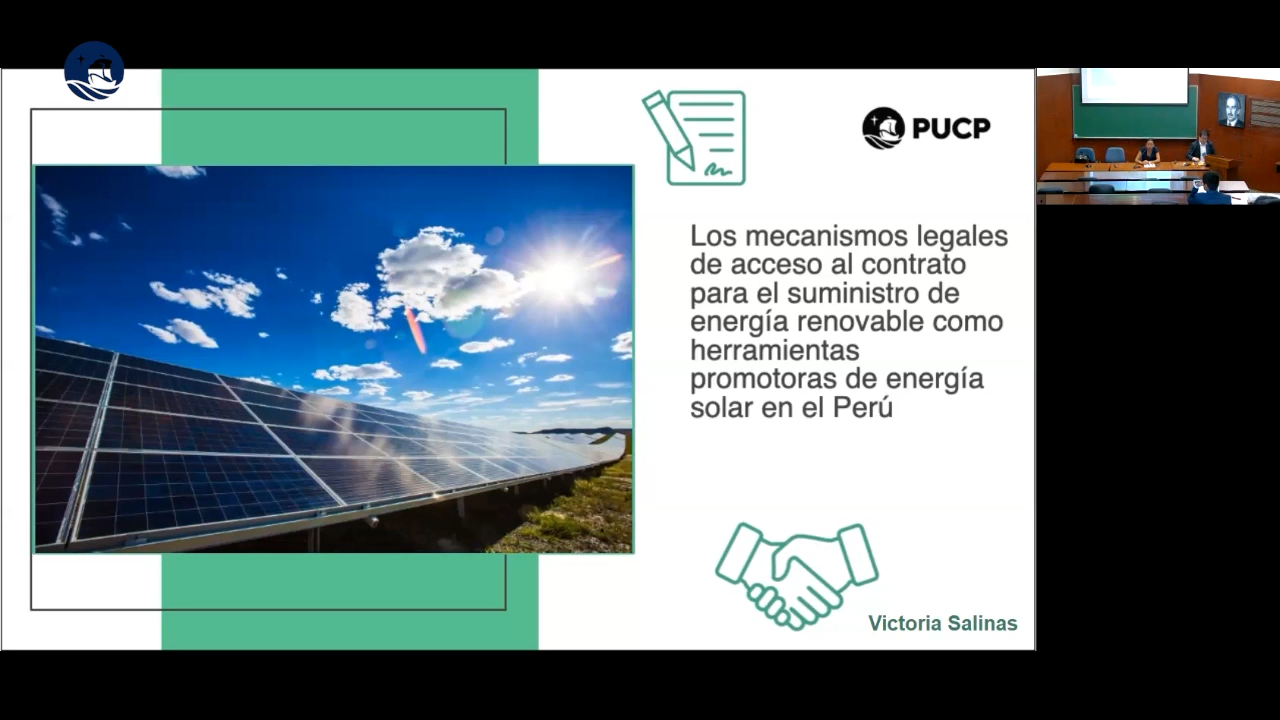 PUCP
Los mecanismos legales
de acceso al contrato
para el suministro de
energía renovable como
herramientas
promotoras de energía
solar en el Perú
Victoria Salinas